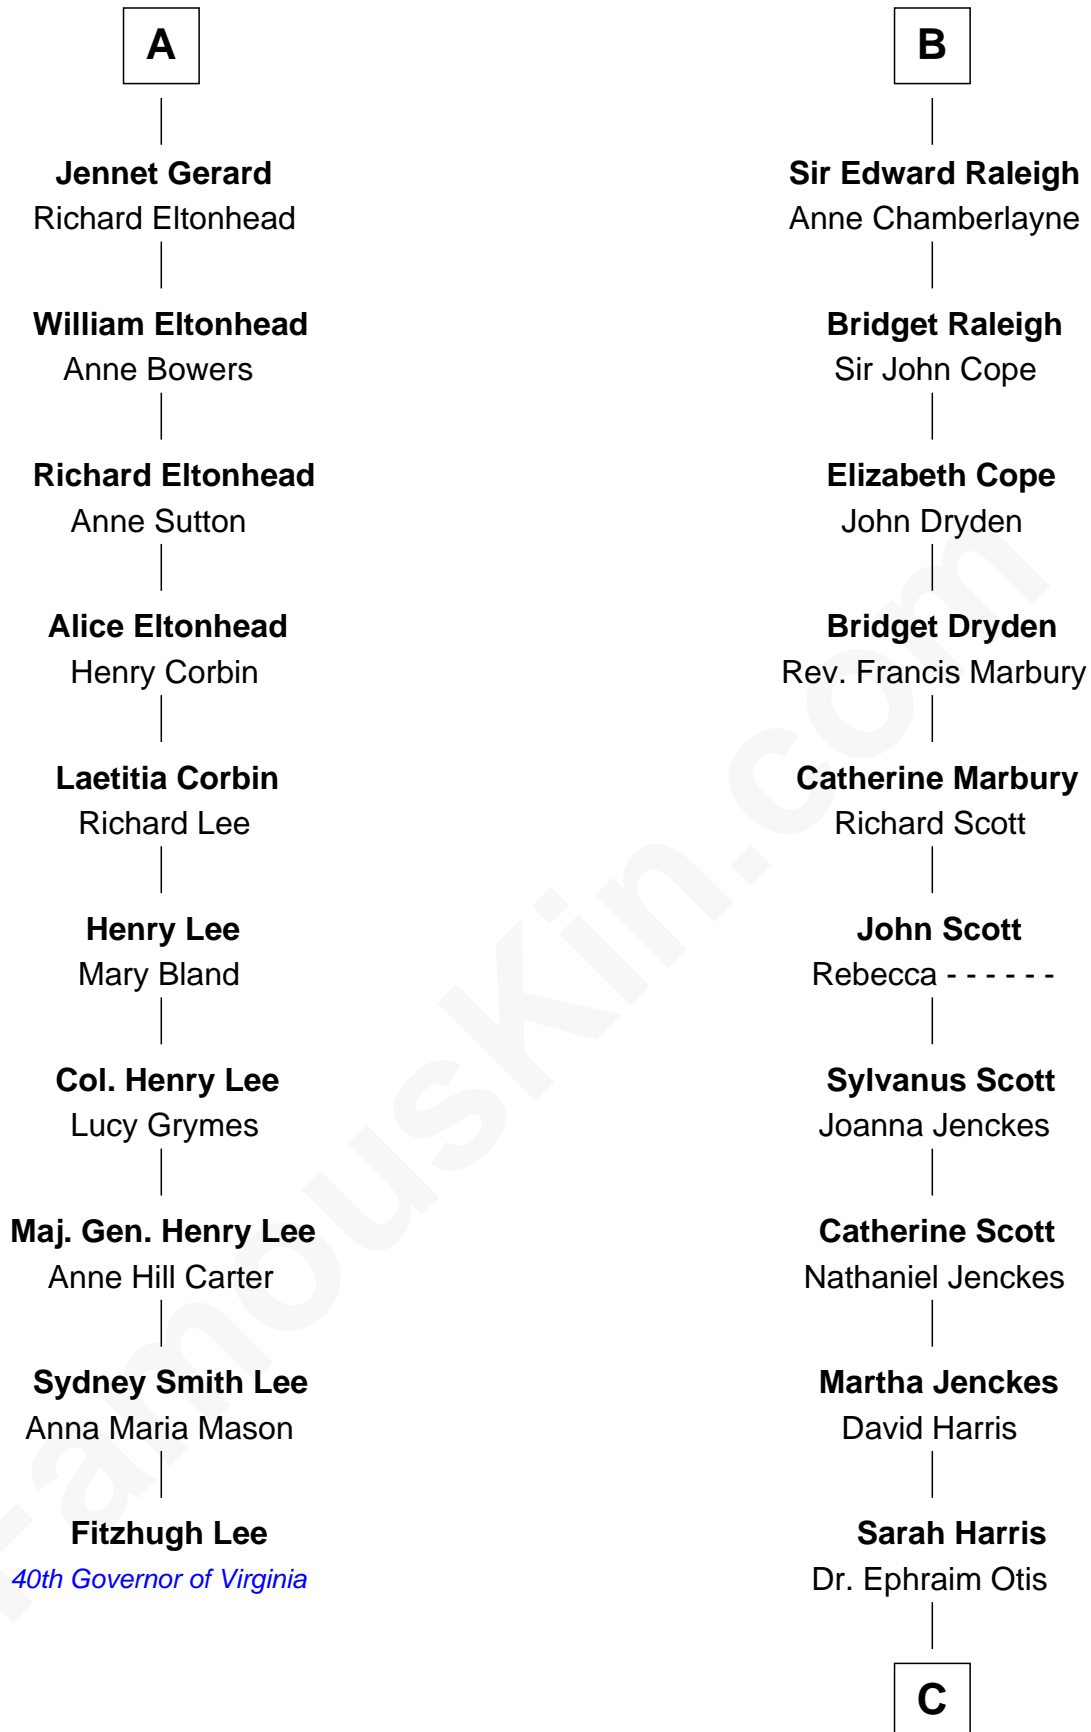 A
Jennet Gerard
Richard Eltonhead
William Eltonhead
Anne Bowers
Richard Eltonhead
Anne Sutton
Alice Eltonhead
Henry Corbin
Laetitia Corbin
Richard Lee
Henry Lee
Mary Bland
Col. Henry Lee
Lucy Grymes
Maj. Gen. Henry Lee
Anne Hill Carter
Sydney Smith Lee
Anna Maria Mason
Fitzhugh Lee
40th Governor of Virginia
B
Sir Edward Raleigh
Anne Chamberlayne
Bridget Raleigh
Sir John Cope
Elizabeth Cope
John Dryden
Bridget Dryden
Rev. Francis Marbury
Catherine Marbury
Richard Scott
John Scott
Rebecca - - - - - -
Sylvanus Scott
Joanna Jenckes
Catherine Scott
Nathaniel Jenckes
Martha Jenckes
David Harris
Sarah Harris
Dr. Ephraim Otis
C
FamousKin.com